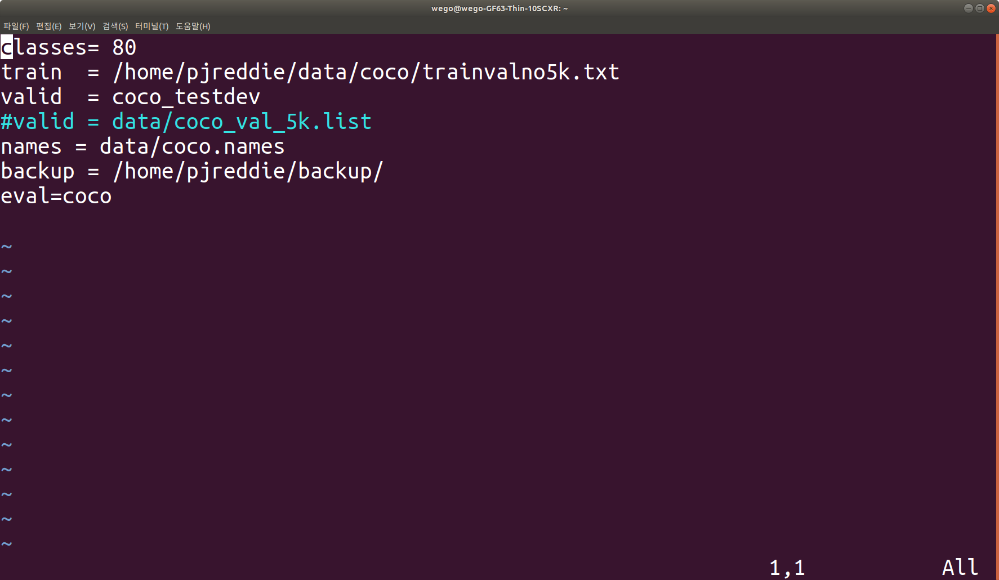 wego@wego-GF63-Thin-10SCXR: ~
파일(F) 편집(E) 보기(V) 검색(S) 터미널(T) 도움말(H)
classes= 80
train  = /home/pjreddie/data/coco/trainvalno5k.txt
valid  = coco_testdev
#valid = data/coco_val_5k.list
names = data/coco.names
backup = /home/pjreddie/backup/
eval=coco
~
~
~
~
~
~
~
~
~
~
~
~
~
1,1 All